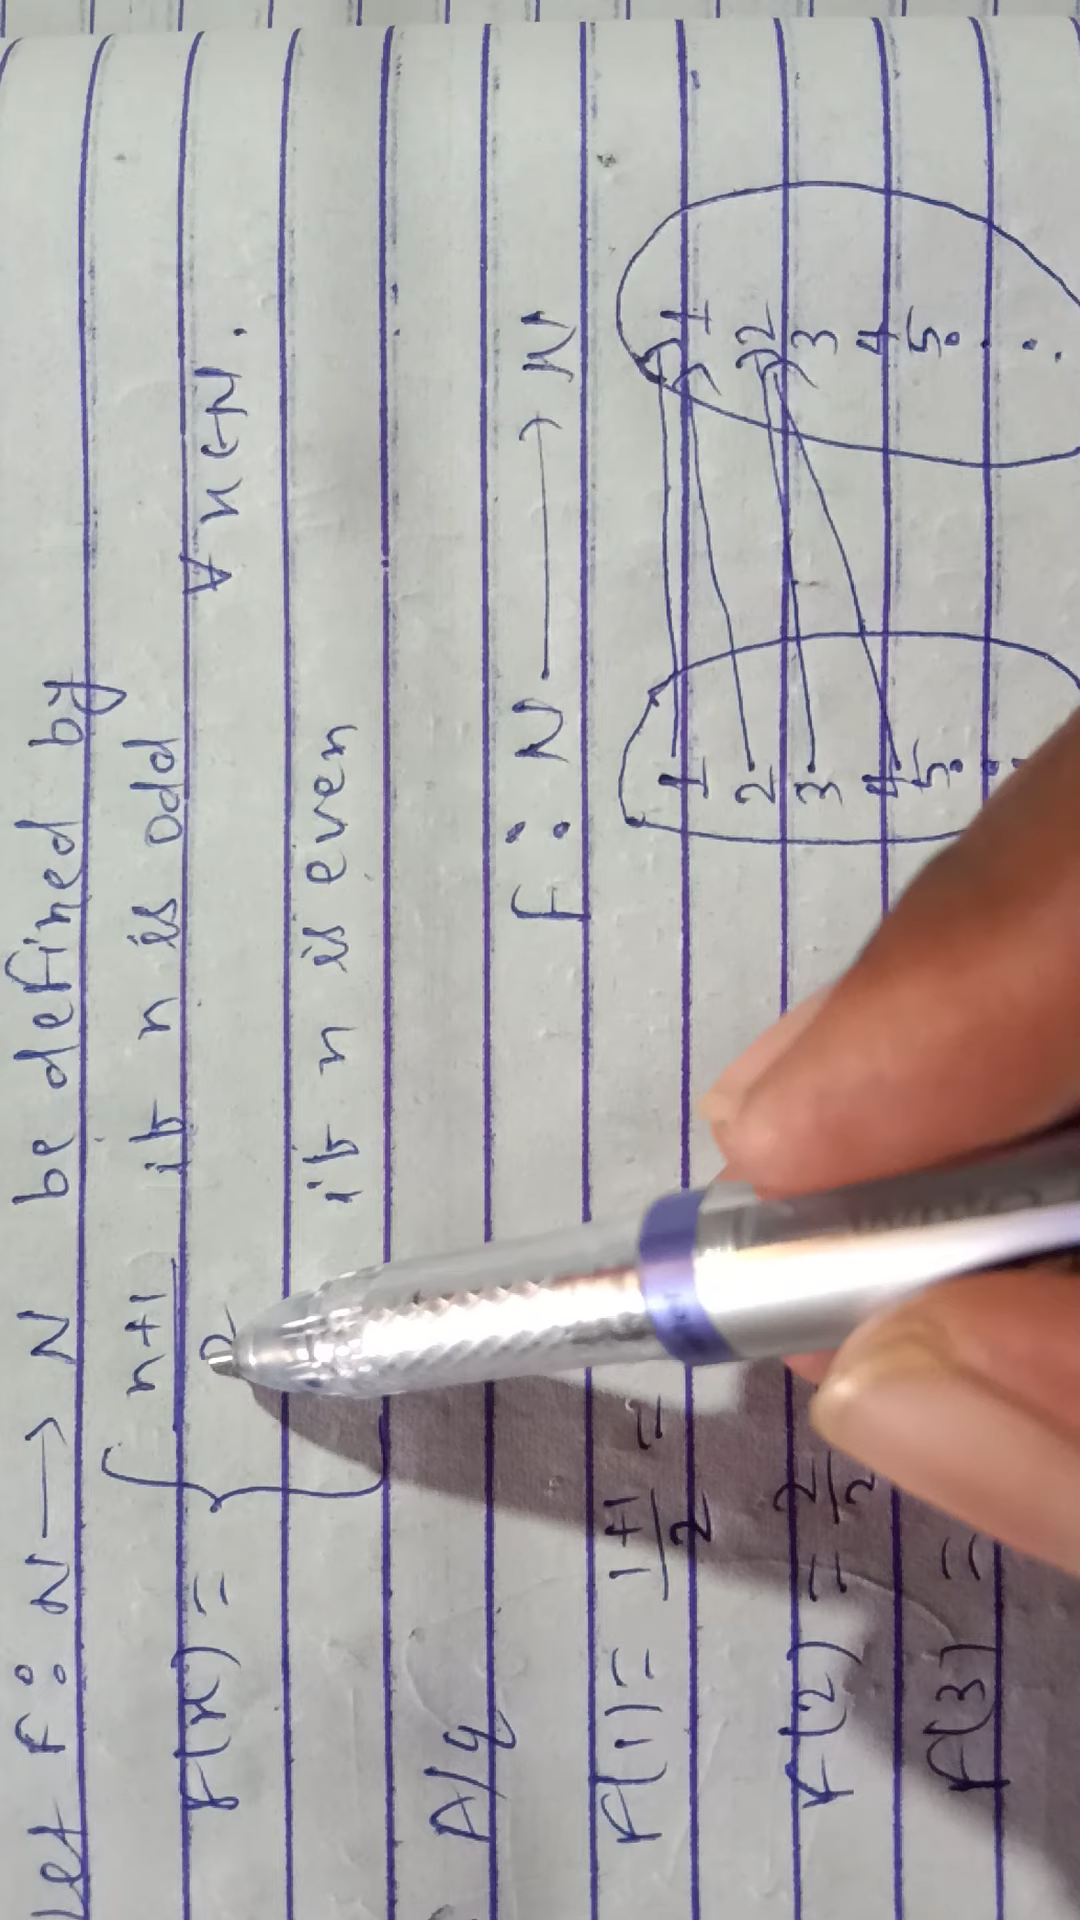 Let F : N → N be defined by
f(x) = { n+1/2 if n is odd
∀ n ∈ N.
if n is even
A/q
F : N → N
F(1) = 1+1/2 =
F(2) = 2/2
F(3) =
1 1
2 2
3 3
4 4
5 5